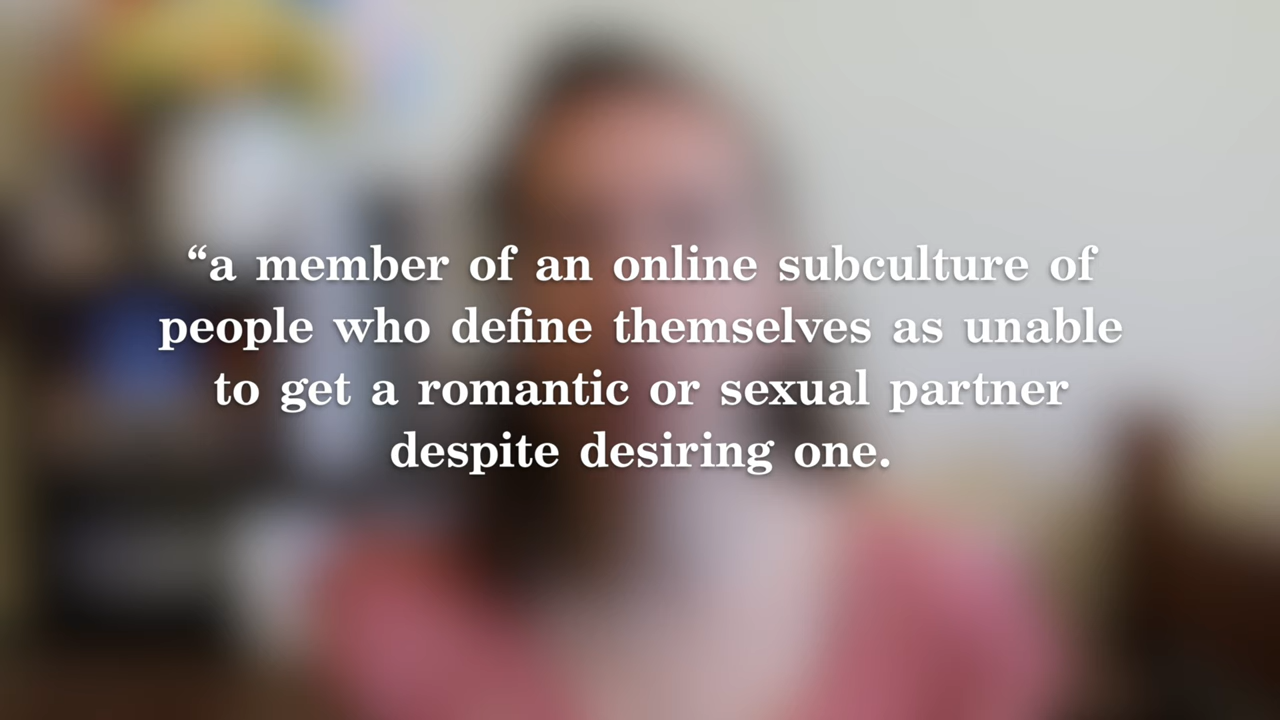 “a member of an online subculture of
people who define themselves as unable
to get a romantic or sexual partner
despite desiring one.